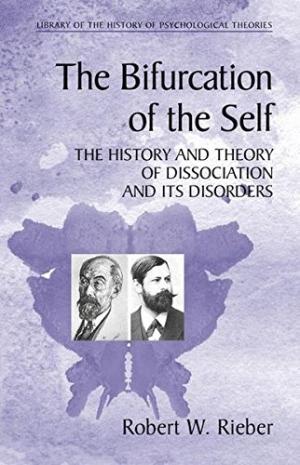 LIBRARY OF THE HISTORY OF PSYCHOLOGICAL THEORIES
The Bifurcation
of the Self
THE HISTORY AND THEORY
OF DISSOCIATION
AND ITS DISORDERS
Robert W. Rieber